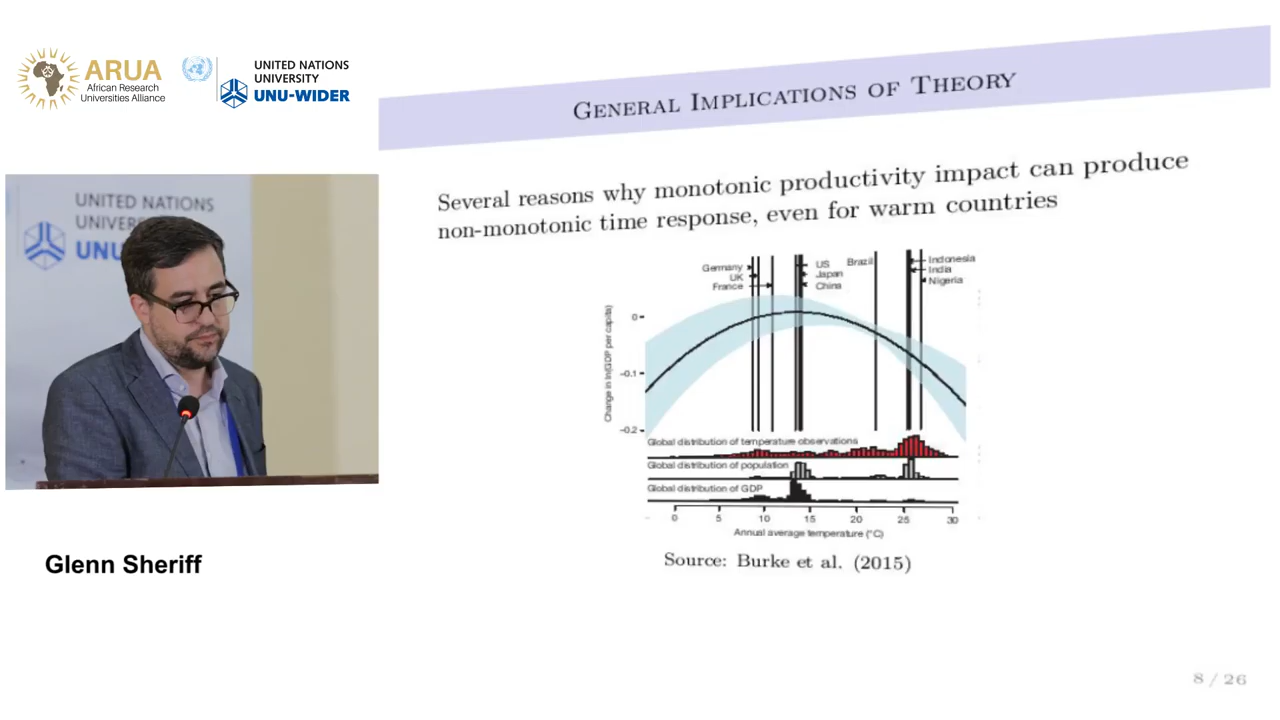 ARUA
African Research
Universities Alliance
UNITED NATIONS
UNIVERSITY
UNU-WIDER
GENERAL IMPLICATIONS OF THEORY
Several reasons why monotonic productivity impact can produce
non-monotonic time response, even for warm countries
UNITED NATIONS
UNIVER
UNU
Germany
UK
France
US
Japan
China
Brazil
Indonesia
India
Nigeria
Change in ln(GDP per capita)
0
-0.1
-0.2
Global distribution of temperature observations
Global distribution of population
Global distribution of GDP
0 5 10 15 20 25 30
Annual average temperature (°C)
Source: Burke et al. (2015)
Glenn Sheriff
8 / 26